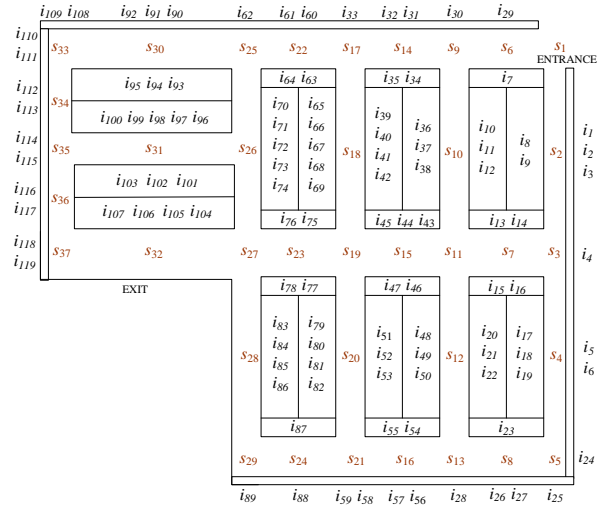 i109 i108 i92 i91 i90 i62 i61 i60 i33 i32 i31 i30 i29
i110 s33 s30 s25 s22 s17 s14 s9 s6 s1
i111 ENTRANCE
i64 i63 i35 i34 i7
i95 i94 i93
i112 s34
i113 i100 i99 i98 i97 i96
i70 i65 i39 i36 i10 i8 i1
i71 i66 i40 i37 i11 i9 i2
i72 i67 i41 i38 i12 i3
i73 i68 i42
i74 i69
i114 s35 s31 s26 s18 s10 s2
i115
i103 i102 i101
i116 s36
i117 i107 i106 i105 i104
i76 i75 i45 i44 i43 i13 i14
i118 s37 s32 s27 s23 s19 s15 s11 s7 s3 i4
i119
EXIT
i78 i77 i47 i46 i15 i16
i83 i79 i51 i48 i20 i17 i5
i84 i80 i52 i49 i21 i18 i6
i85 i81 i53 i50 i22 i19
i86 i82
s28 s20 s12 s4
i87 i55 i54 i23
s29 s24 s21 s16 s13 s8 s5 i24
i89 i88 i59 i58 i57 i56 i28 i26 i27 i25